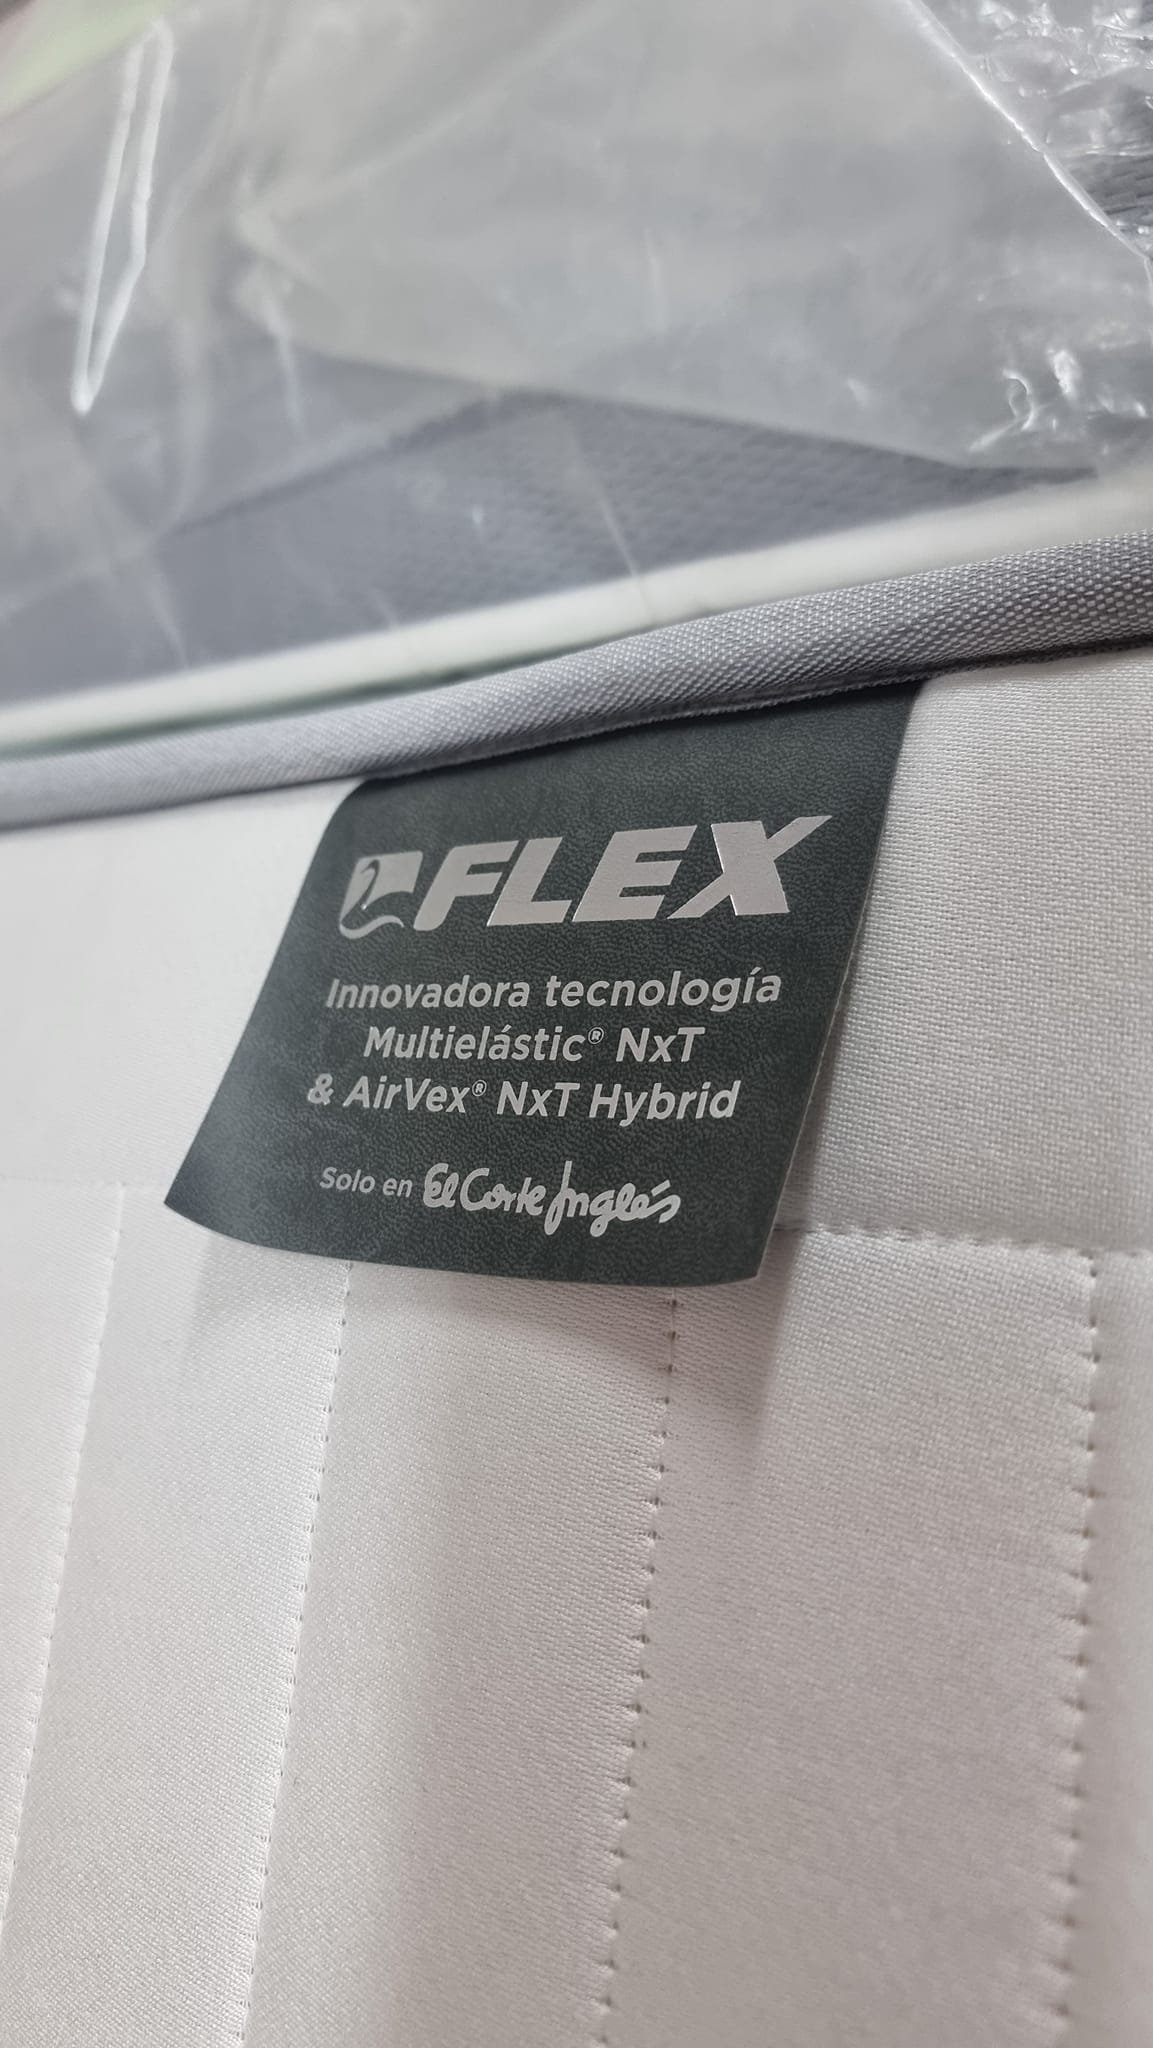 FLEX
Innovadora tecnología
Multielástic® NxT
& AirVex® NxT Hybrid
Solo en El Corte Inglés